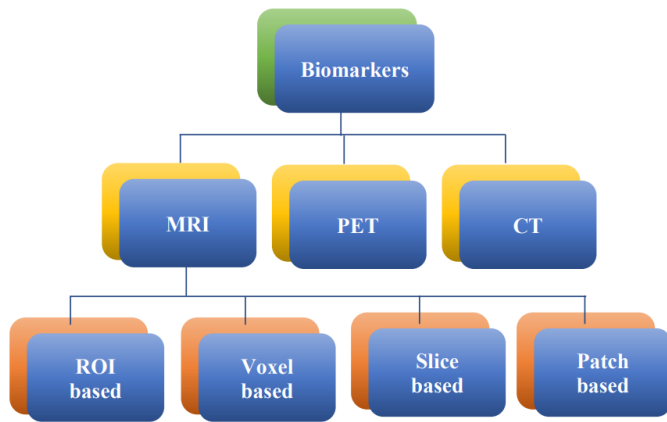 Biomarkers
MRI
PET
CT
ROI
based
Voxel
based
Slice
based
Patch
based